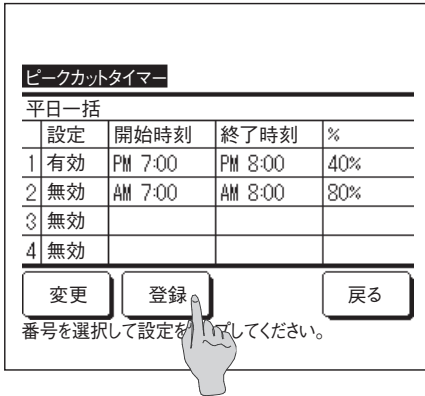 ピークカットタイマー
平日一括
設定 開始時刻 終了時刻 %
1 有効 PM 7:00 PM 8:00 40%
2 無効 AM 7:00 AM 8:00 80%
3 無効
4 無効
変更 登録 戻る
番号を選択して設定を プしてください。